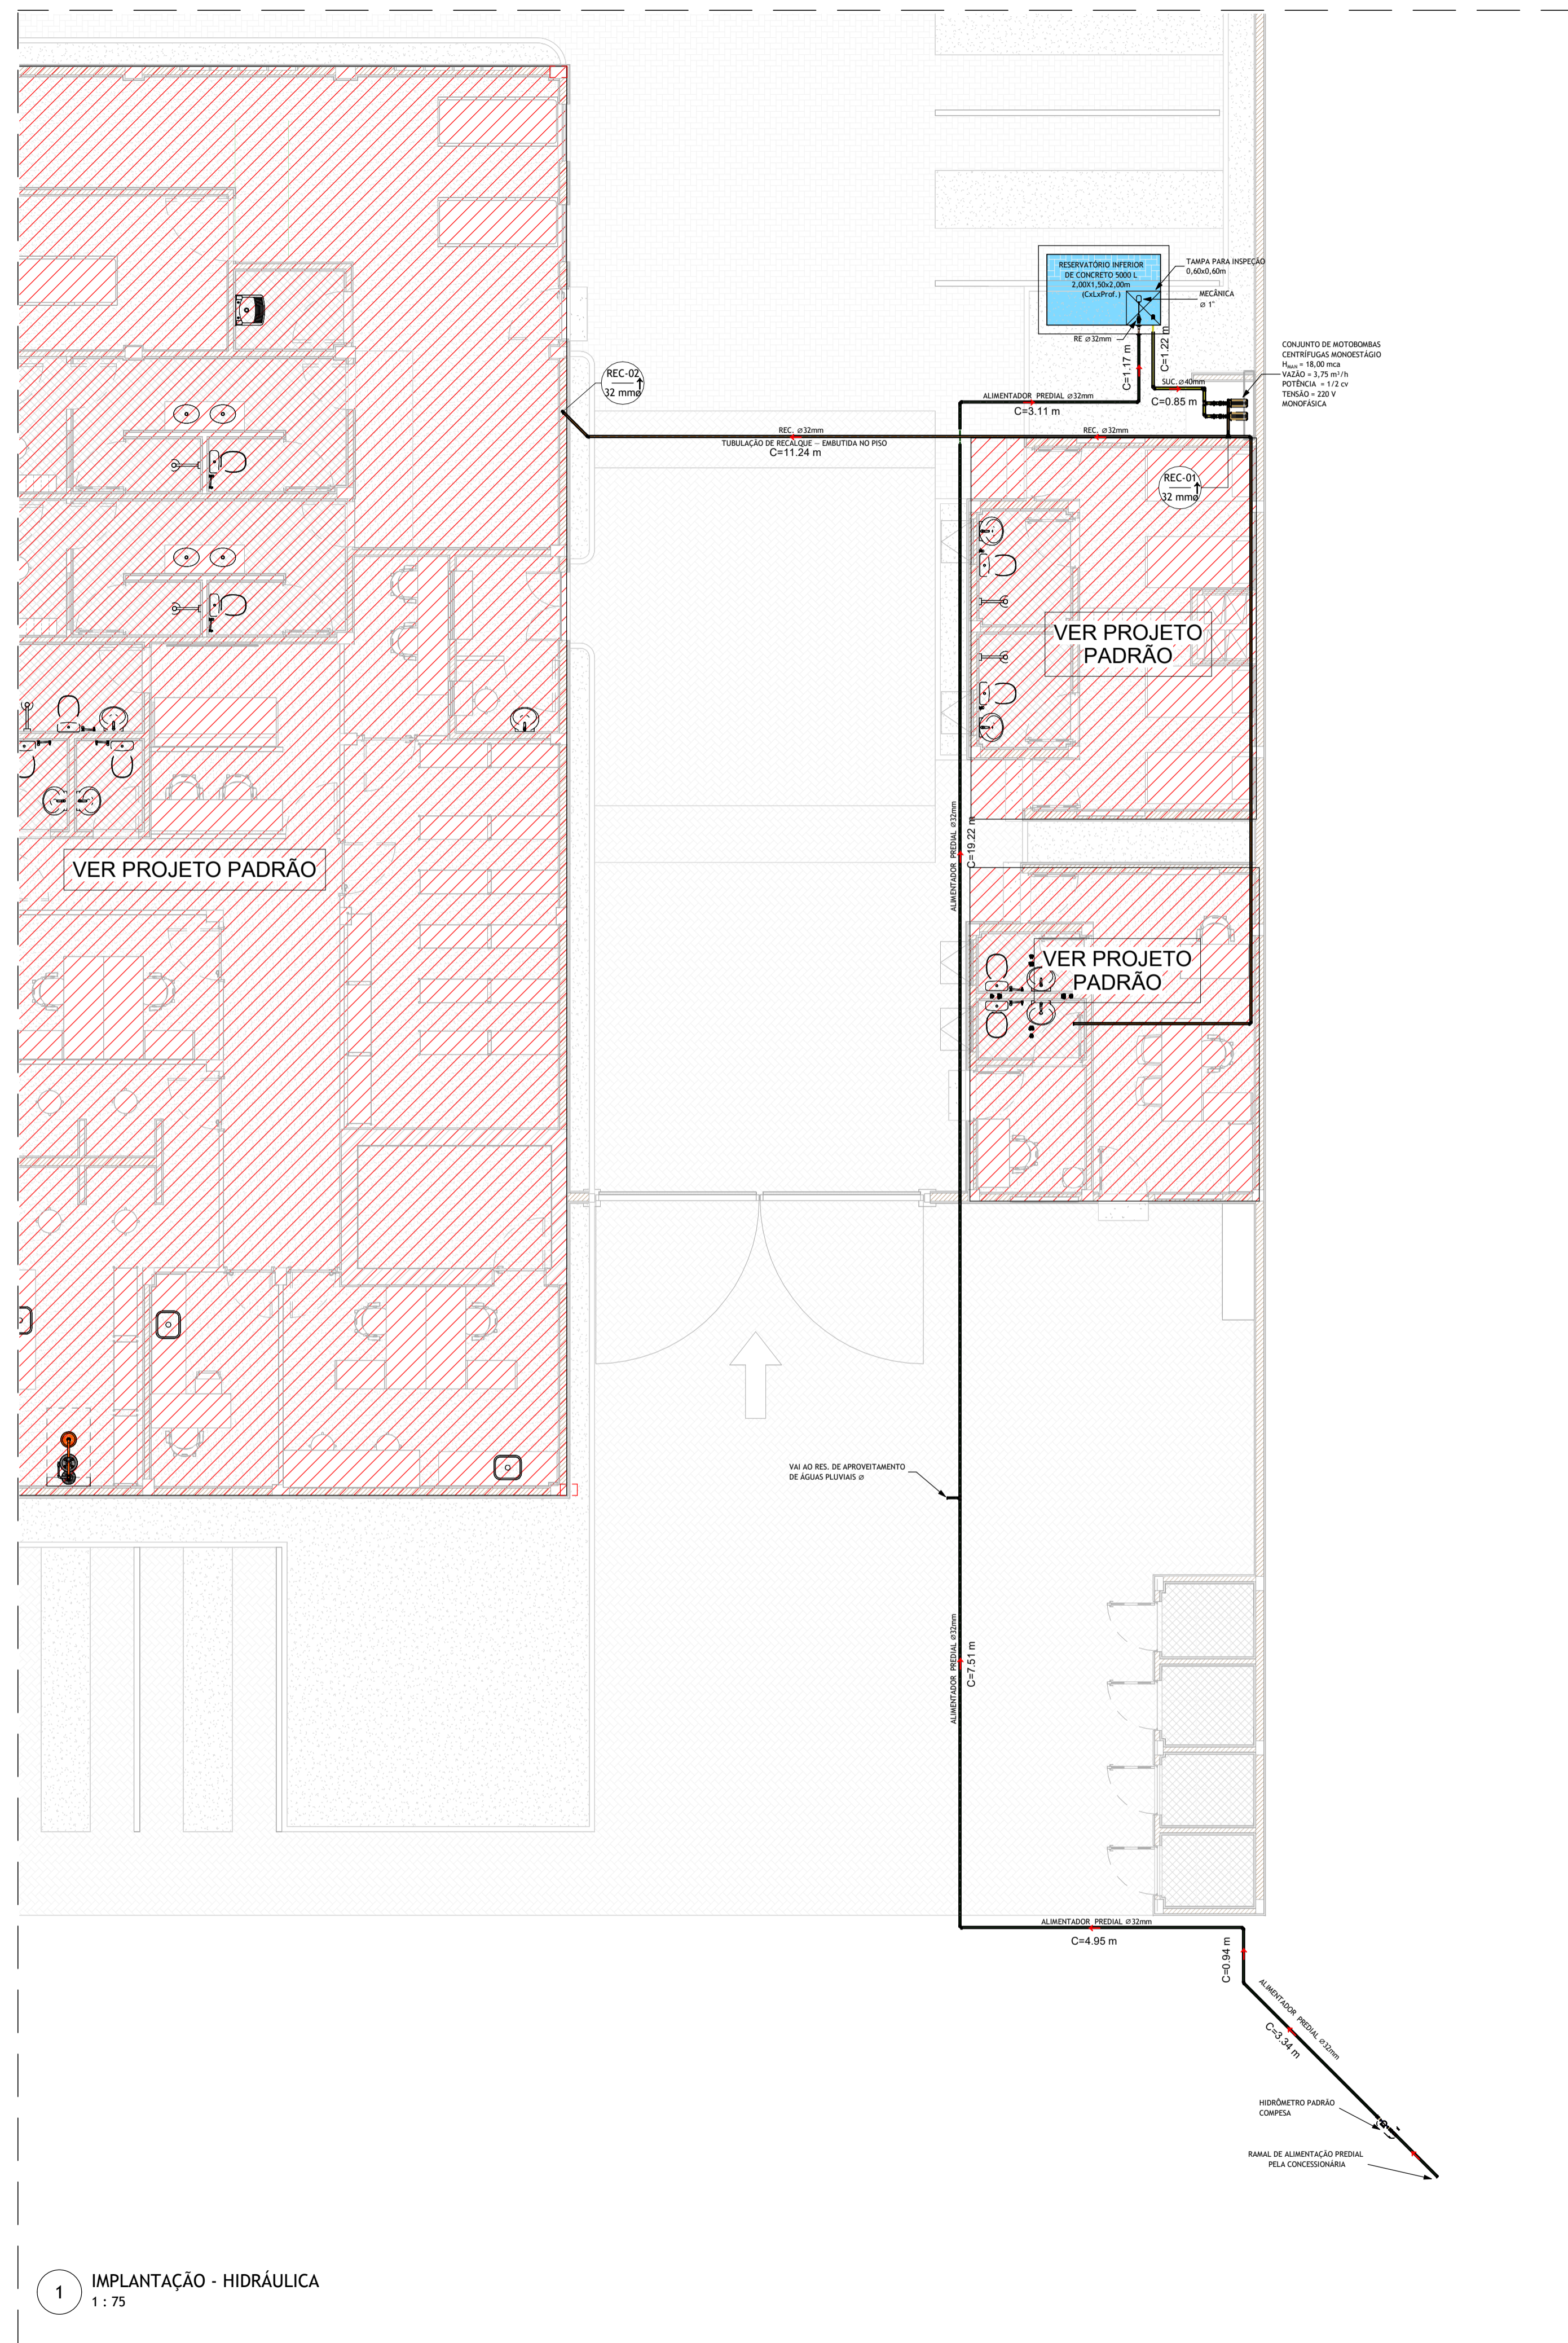 RESERVATÓRIO INFERIOR
DE CONCRETO 5000 L
2,00X1,50x2,00m
(CxLxProf.)
TAMPA PARA INSPEÇÃO
0,60x0,60m
MECÂNICA
Ø 1"
RE Ø32mm
C=1.17 m
C=1.22 m
SUC. Ø40mm
C=0.85 m
CONJUNTO DE MOTOBOMBAS
CENTRÍFUGAS MONOESTÁGIO
HMAN = 18,00 mca
VAZÃO = 3,75 m³/h
POTÊNCIA = 1/2 cv
TENSÃO = 220 V
MONOFÁSICA
REC-02
32 mmø
ALIMENTADOR PREDIAL Ø32mm
C=3.11 m
REC. Ø32mm
TUBULAÇÃO DE RECALQUE – EMBUTIDA NO PISO
C=11.24 m
REC. Ø32mm
REC-01
32 mmø
VER PROJETO
PADRÃO
ALIMENTADOR PREDIAL Ø32mm
C=19.22 m
VER PROJETO PADRÃO
VER PROJETO
PADRÃO
VAI AO RES. DE APROVEITAMENTO
DE ÁGUAS PLUVIAIS Ø
ALIMENTADOR PREDIAL Ø32mm
C=7.51 m
ALIMENTADOR PREDIAL Ø32mm
C=4.95 m
C=0.94 m
ALIMENTADOR PREDIAL Ø32mm
C=3.34 m
HIDRÔMETRO PADRÃO
COMPESA
RAMAL DE ALIMENTAÇÃO PREDIAL
PELA CONCESSIONÁRIA
1
IMPLANTAÇÃO - HIDRÁULICA
1 : 75